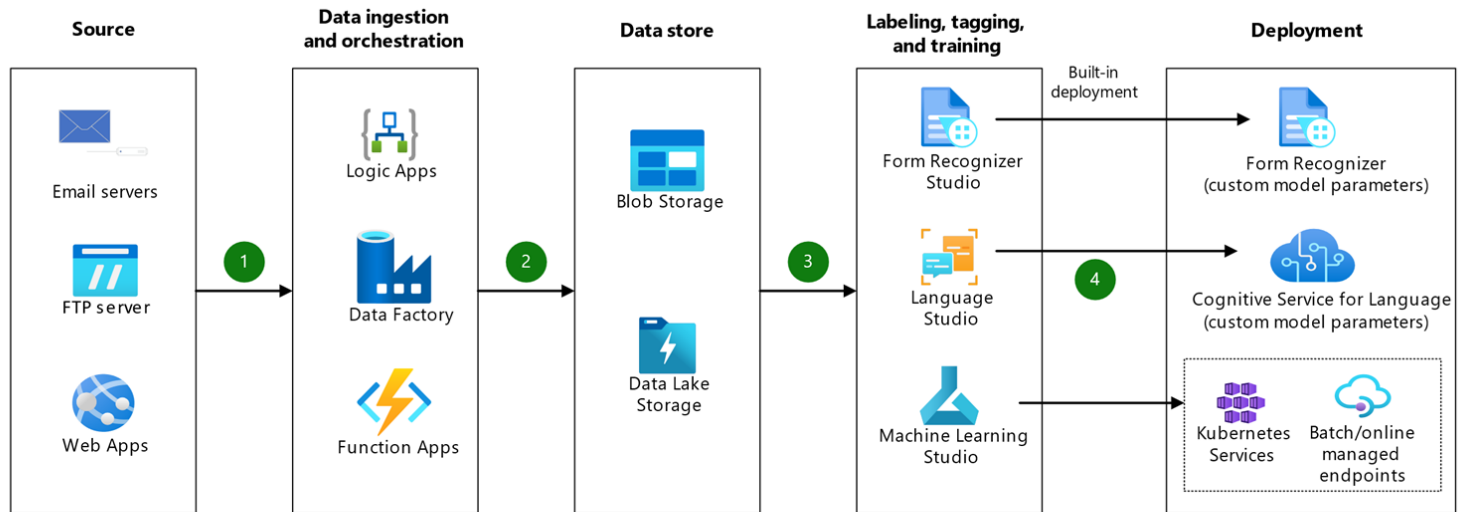 Source
Email servers
FTP server
Web Apps
1
Data ingestion
and orchestration
Logic Apps
Data Factory
Function Apps
2
Data store
Blob Storage
Data Lake
Storage
3
Labeling, tagging,
and training
Form Recognizer
Studio
Language
Studio
Machine Learning
Studio
Built-in
deployment
4
Deployment
Form Recognizer
(custom model parameters)
Cognitive Service for Language
(custom model parameters)
Kubernetes
Services
Batch/online
managed
endpoints